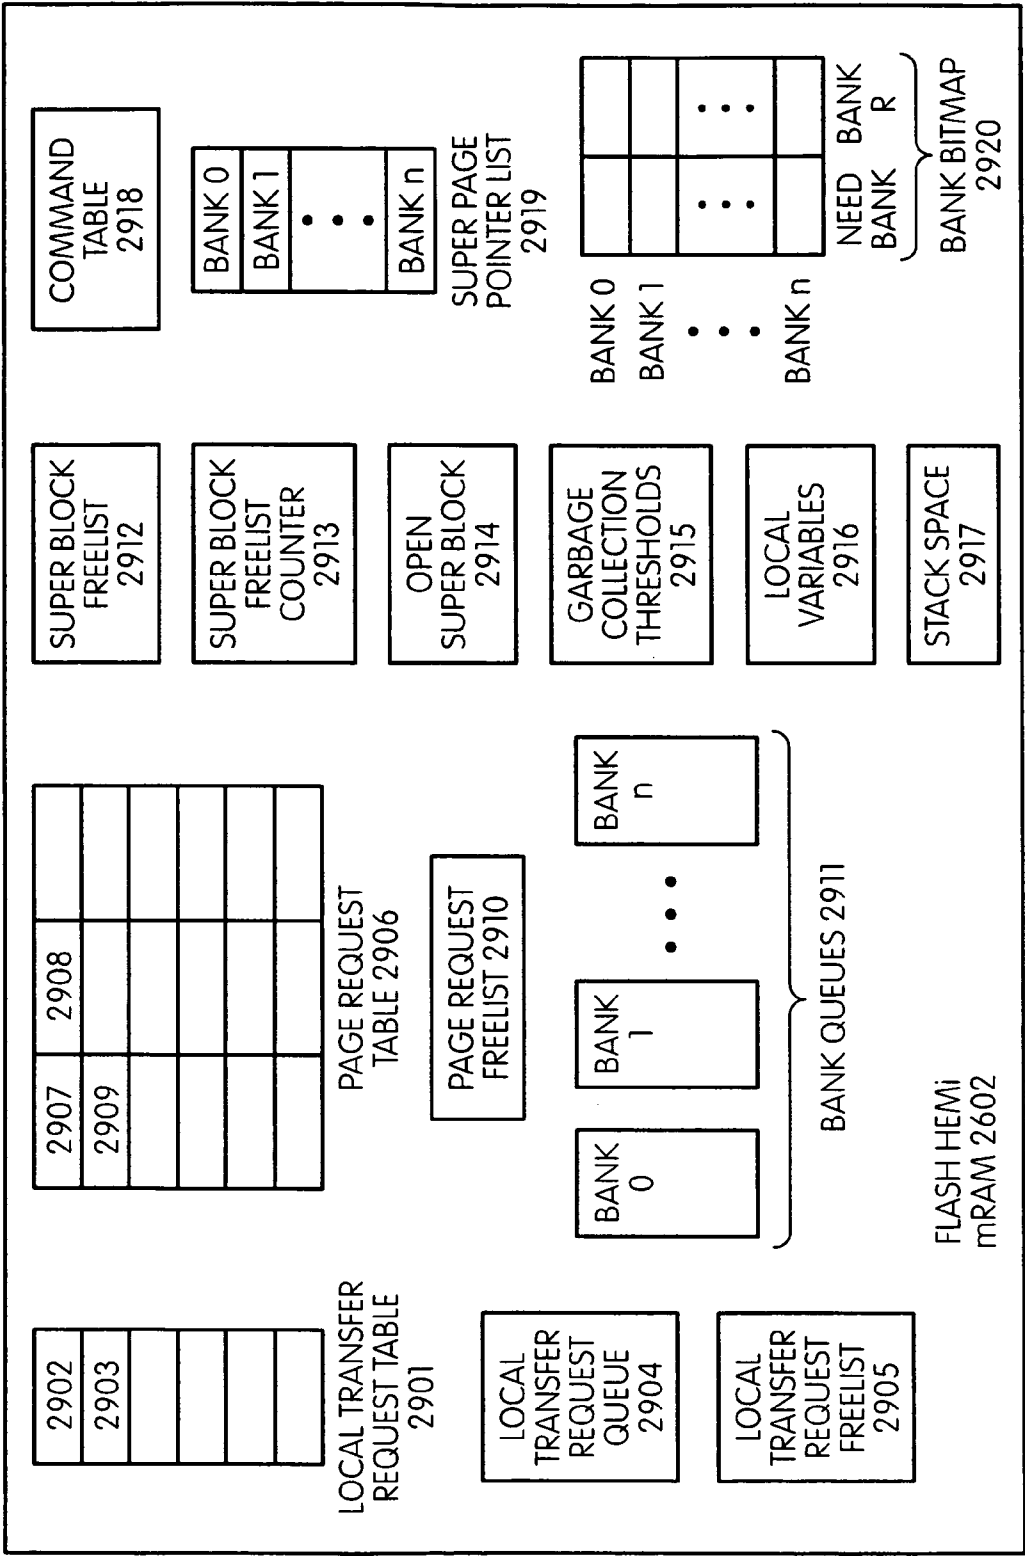 2902
2903
LOCAL TRANSFER
REQUEST TABLE
2901
LOCAL
TRANSFER
REQUEST
QUEUE
2904
LOCAL
TRANSFER
REQUEST
FREELIST
2905
2907
2908
2909
PAGE REQUEST
TABLE 2906
PAGE REQUEST
FREELIST 2910
BANK
0
BANK
1
• • •
BANK
n
BANK QUEUES 2911
FLASH HEMi
mRAM 2602
SUPER BLOCK
FREELIST
2912
SUPER BLOCK
FREELIST
COUNTER
2913
OPEN
SUPER BLOCK
2914
GARBAGE
COLLECTION
THRESHOLDS
2915
LOCAL
VARIABLES
2916
STACK SPACE
2917
COMMAND
TABLE
2918
BANK 0
BANK 1
• • •
BANK n
SUPER PAGE
POINTER LIST
2919
BANK 0
BANK 1
• • •
BANK n
• • •
• • •
NEED
BANK
BANK
R
BANK BITMAP
2920